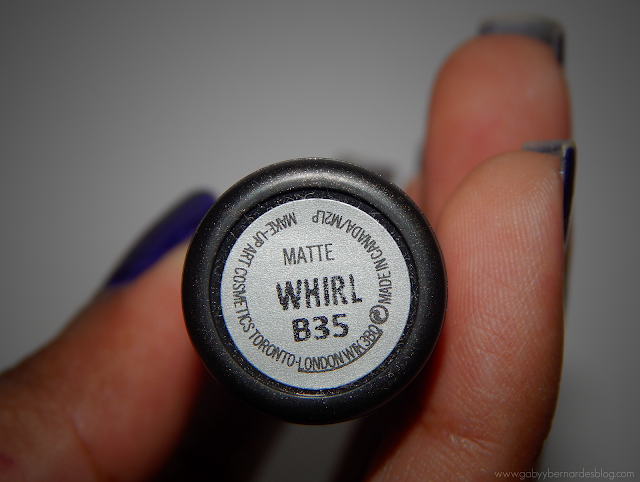 MATTE
WHIRL
B35
MAKE-UP ART COSMETICS, TORONTO-LONDON W1K 3BD MADE IN CANADA/M2LP
www.gabyybernardesblog.com